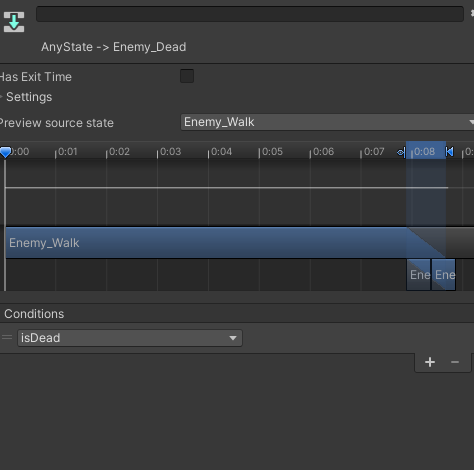 AnyState -> Enemy_Dead
Has Exit Time
Settings
Preview source state
Enemy_Walk
:00 0:01 0:02 0:03 0:04 0:05 0:06 0:07 0:08 0:
Enemy_Walk
Ene Ene
Conditions
isDead